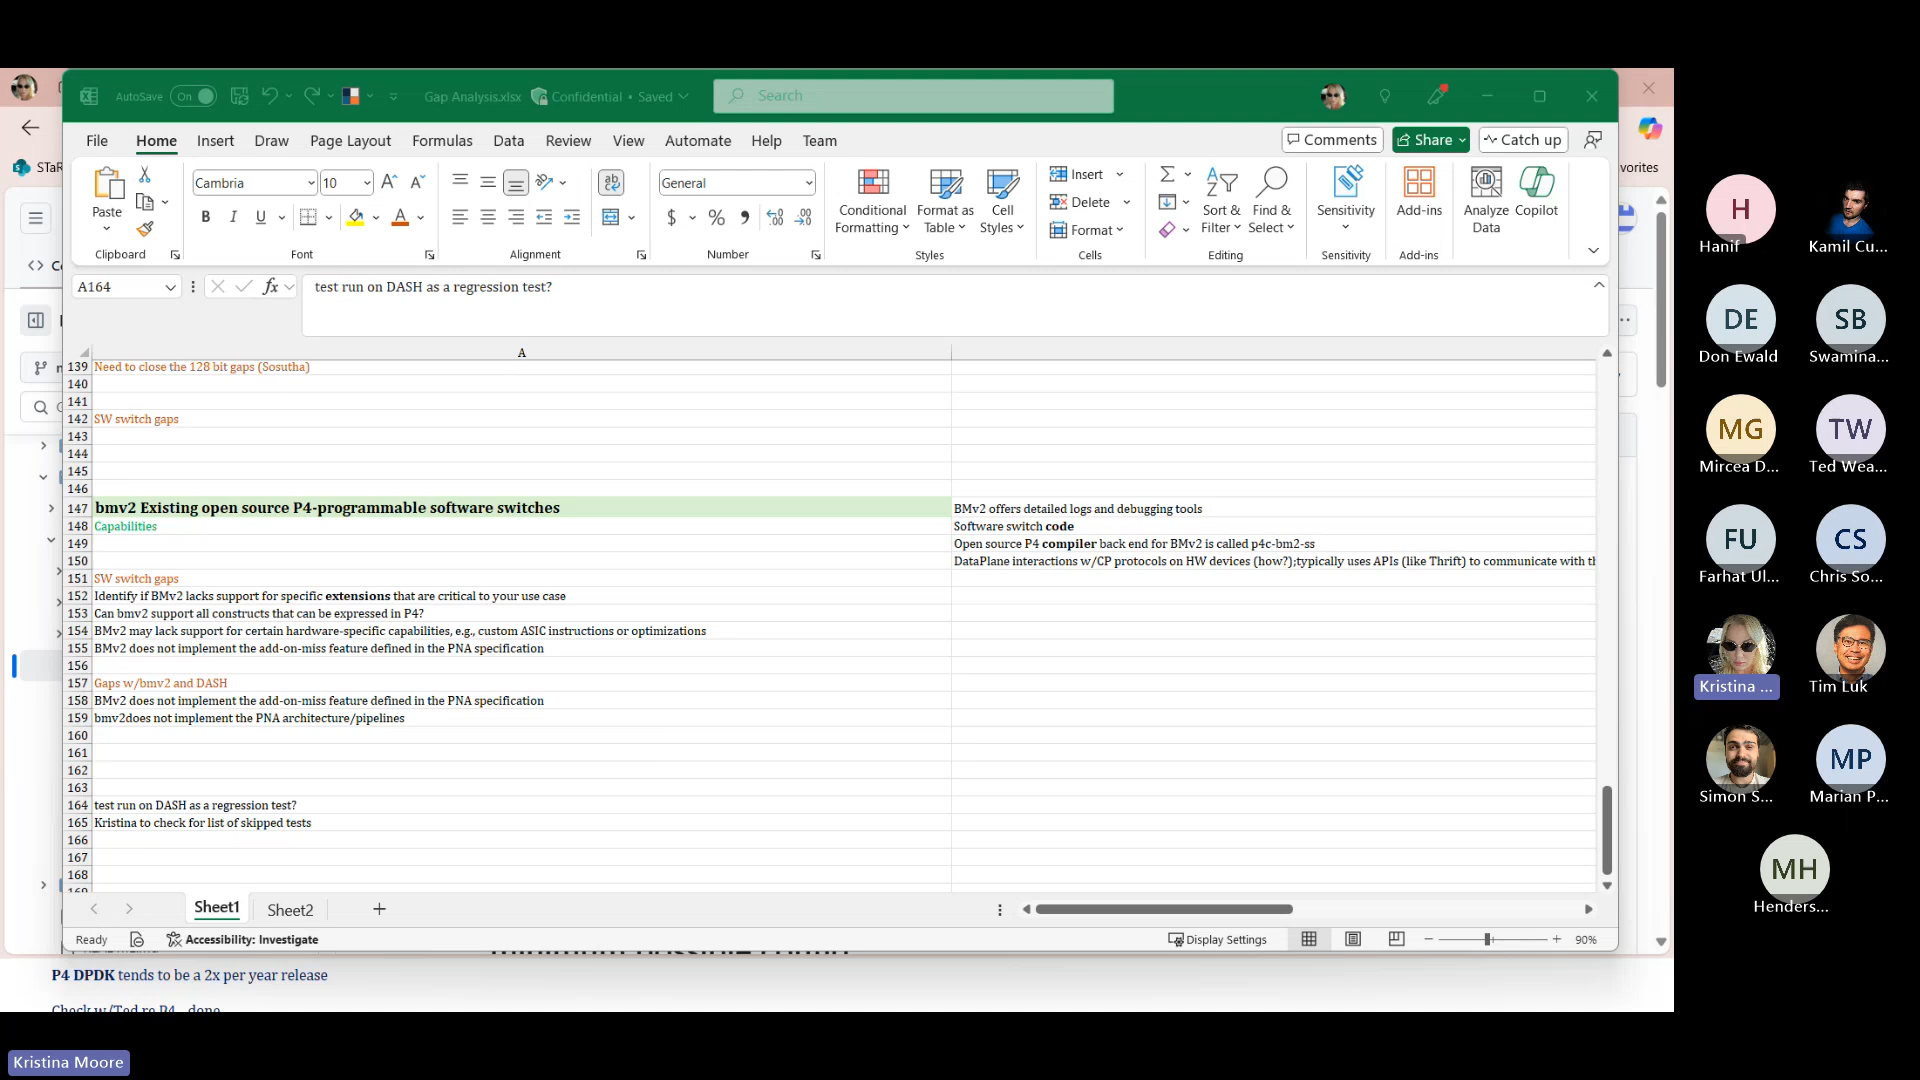 AutoSave On Gap Analysis.xlsx Confidential • Saved Search
File Home Insert Draw Page Layout Formulas Data Review View Automate Help Team Comments Share Catch up
Cambria 10 General
Paste
Conditional Formatting
Format as Table
Cell Styles
Insert
Delete
Format
Sort & Filter
Find & Select
Sensitivity
Add-ins
Analyze Data
Copilot
Clipboard Font Alignment Number Styles Cells Editing Sensitivity Add-ins
A164 fx test run on DASH as a regression test?
A
139 Need to close the 128 bit gaps (Sosutha)
140
141
142 SW switch gaps
143
144
145
146
147 bmv2 Existing open source P4-programmable software switches BMv2 offers detailed logs and debugging tools
148 Capabilities Software switch code
149 Open source P4 compiler back end for BMv2 is called p4c-bm2-ss
150 DataPlane interactions w/CP protocols on HW devices (how?);typically uses APIs (like Thrift) to communicate with th
151 SW switch gaps
152 Identify if BMv2 lacks support for specific extensions that are critical to your use case
153 Can bmv2 support all constructs that can be expressed in P4?
154 BMv2 may lack support for certain hardware-specific capabilities, e.g., custom ASIC instructions or optimizations
155 BMv2 does not implement the add-on-miss feature defined in the PNA specification
156
157 Gaps w/bmv2 and DASH
158 BMv2 does not implement the add-on-miss feature defined in the PNA specification
159 bmv2does not implement the PNA architecture/pipelines
160
161
162
163
164 test run on DASH as a regression test?
165 Kristina to check for list of skipped tests
166
167
168
Sheet1 Sheet2
Ready Accessibility: Investigate Display Settings 90%
P4 DPDK tends to be a 2x per year release
Check w/Ted re P4 - done
STaR
vorites
H
Hanif
Kamil Cu...
DE
Don Ewald
SB
Swamina...
MG
Mircea D...
TW
Ted Wea...
FU
Farhat Ul...
CS
Chris So...
Kristina ...
Tim Luk
Simon S...
MP
Marian P...
MH
Henders...
Kristina Moore